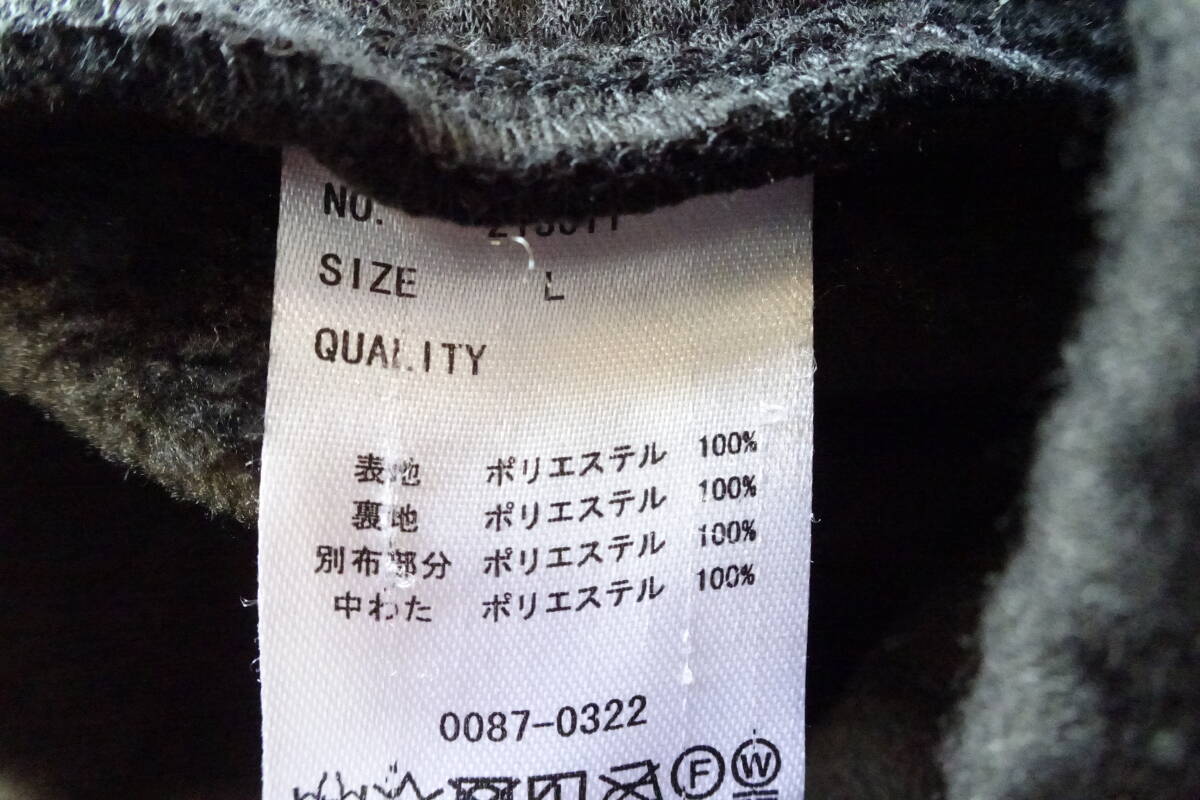 NO.
SIZE L
QUALITY
表地 ポリエステル 100%
裏地 ポリエステル 100%
別布部分 ポリエステル 100%
中わた ポリエステル 100%
0087-0322
F W